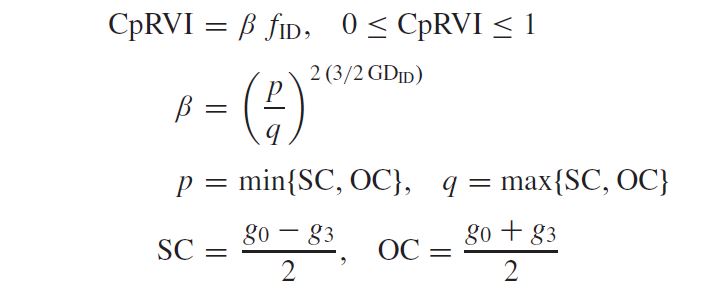 CpRVI = β f_ID, 0 ≤ CpRVI ≤ 1
β = (p/q)^{2 (3/2 GD_ID)}
p = min{SC, OC}, q = max{SC, OC}
SC = (g_0 − g_3)/2, OC = (g_0 + g_3)/2